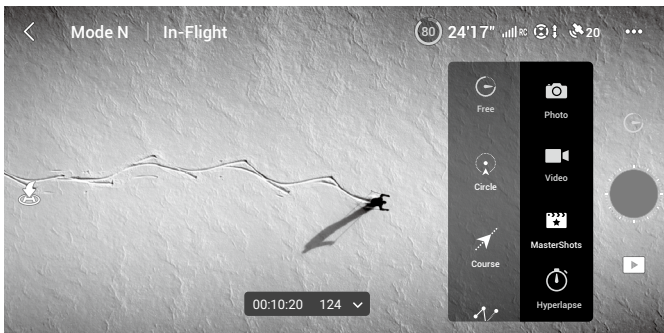 Mode N | In-Flight 80 24'17" RC 20
Free
Photo
Circle
Video
Course
MasterShots
Hyperlapse
00:10:20 124